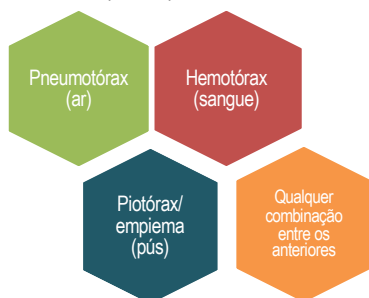 Pneumotórax
(ar)
Hemotórax
(sangue)
Piotórax/
empiema
(pús)
Qualquer
combinação
entre os
anteriores